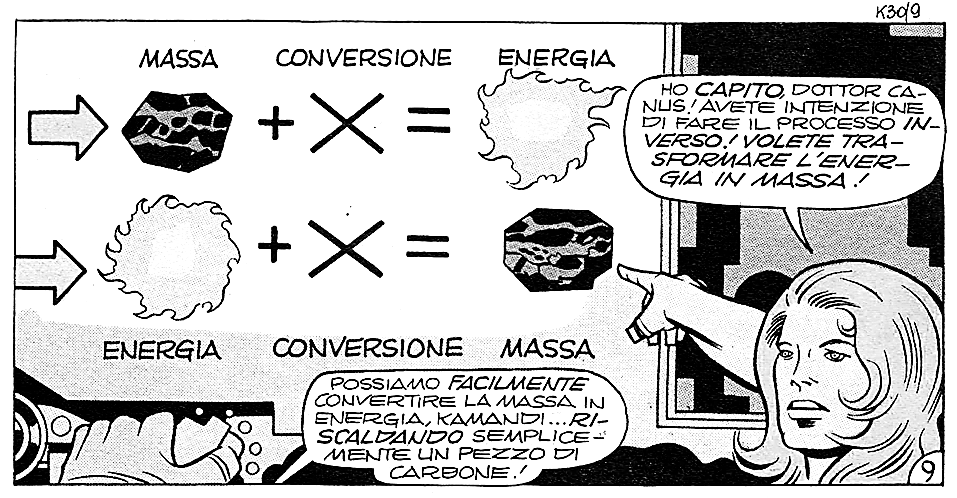 K30/9
MASSA CONVERSIONE ENERGIA
+ X =
HO CAPITO, DOTTOR CA-
NUS! AVETE INTENZIONE
DI FARE IL PROCESSO IN-
VERSO! VOLETE TRA-
SFORMARE L'ENER-
GIA IN MASSA!
+ X =
ENERGIA CONVERSIONE MASSA
POSSIAMO FACILMENTE
CONVERTIRE LA MASSA IN
ENERGIA, KAMANDI... RI-
SCALDANDO SEMPLICE-
MENTE UN PEZZO DI
CARBONE!
9